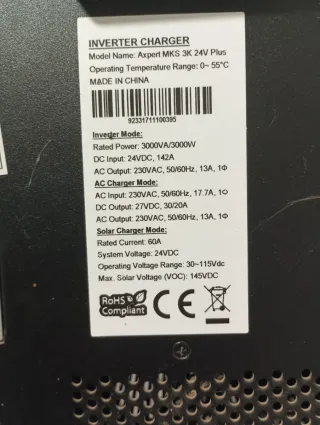 INVERTER CHARGER
Model Name: Axpert MKS 3K 24V Plus
Operating Temperature Range: 0~ 55°C
MADE IN CHINA
92331711100395
Inverter Mode:
Rated Power: 3000VA/3000W
DC Input: 24VDC, 142A
AC Output: 230VAC, 50/60Hz, 13A, 1Φ
AC Charger Mode:
AC Input: 230VAC, 50/60Hz, 17.7A, 1Φ
DC Output: 27VDC, 30/20A
AC Output: 230VAC, 50/60Hz, 13A, 1Φ
Solar Charger Mode:
Rated Current: 60A
System Voltage: 24VDC
Operating Voltage Range: 30~115Vdc
Max. Solar Voltage (VOC): 145VDC
RoHS
Compliant
CE